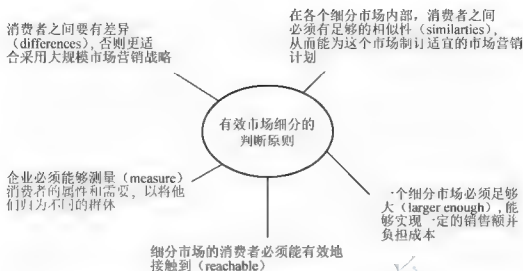 消费者之间要有差异
（differences），否则更适
合采用大规模市场营销战略
在各个细分市场内部，消费者之间
必须有足够的相似性（similarties），
从而能为这个市场制订适宜的市场营销
计划
有效市场细分的
判断原则
企业必须能够测量（measure）
消费者的属性和需要，以将他
们归为不同的群体
一个细分市场必须足够
大（larger enough），能
够实现一定的销售额并
负担成本
细分市场的消费者必须能有效地
接触到（reachable）